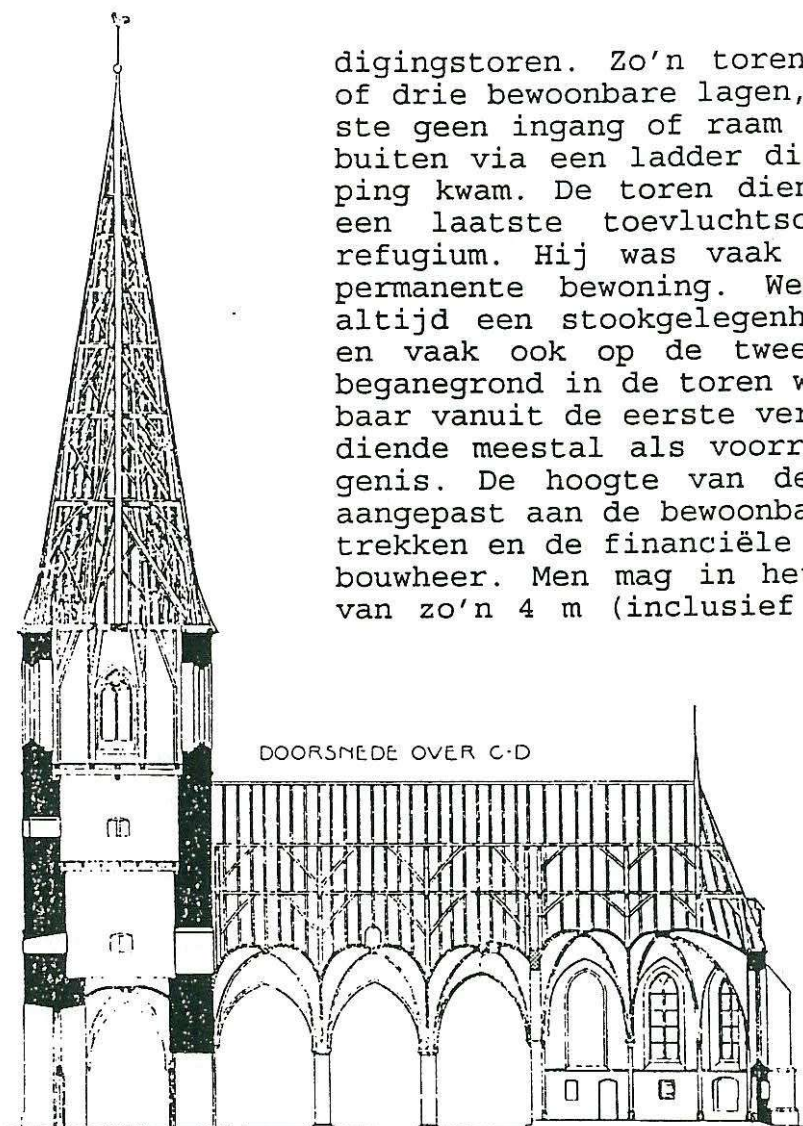 digingstoren. Zo'n toren
of drie bewoonbare lagen,
ste geen ingang of raam
buiten via een ladder di
ping kwam. De toren dien
een laatste toevluchtso
refugium. Hij was vaak
permanente bewoning. We
altijd een stookgelegenh
en vaak ook op de twee
beganegrond in de toren w
baar vanuit de eerste ver
diende meestal als voorr
genis. De hoogte van de
aangepast aan de bewoonba
trekken en de financiële
bouwheer. Men mag in he
van zo'n 4 m (inclusief
DOORSNEDE OVER C-D